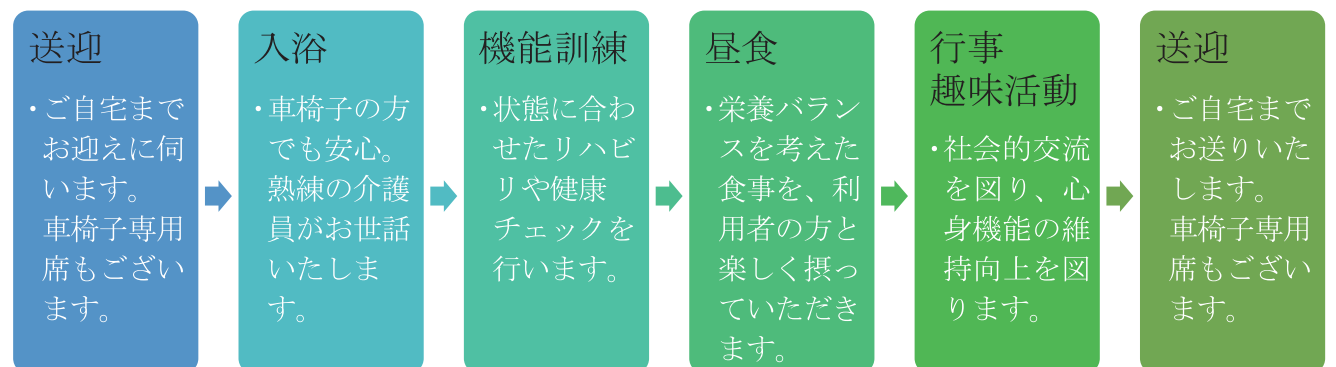 送迎
・ご自宅まで
お迎えに伺
います。
車椅子専用
席もござい
ます。
入浴
・車椅子の方
でも安心。
熟練の介護
員がお世話
いたしま
す。
機能訓練
・状態に合わ
せたリハビ
リや健康
チェックを
行います。
昼食
・栄養バラン
スを考えた
食事を、利
用者の方と
楽しく摂っ
ていただき
ます。
行事
趣味活動
・社会的交流
を図り、心
身機能の維
持向上を図
ります。
送迎
・ご自宅まで
お送りいた
します。
車椅子専用
席もござい
ます。